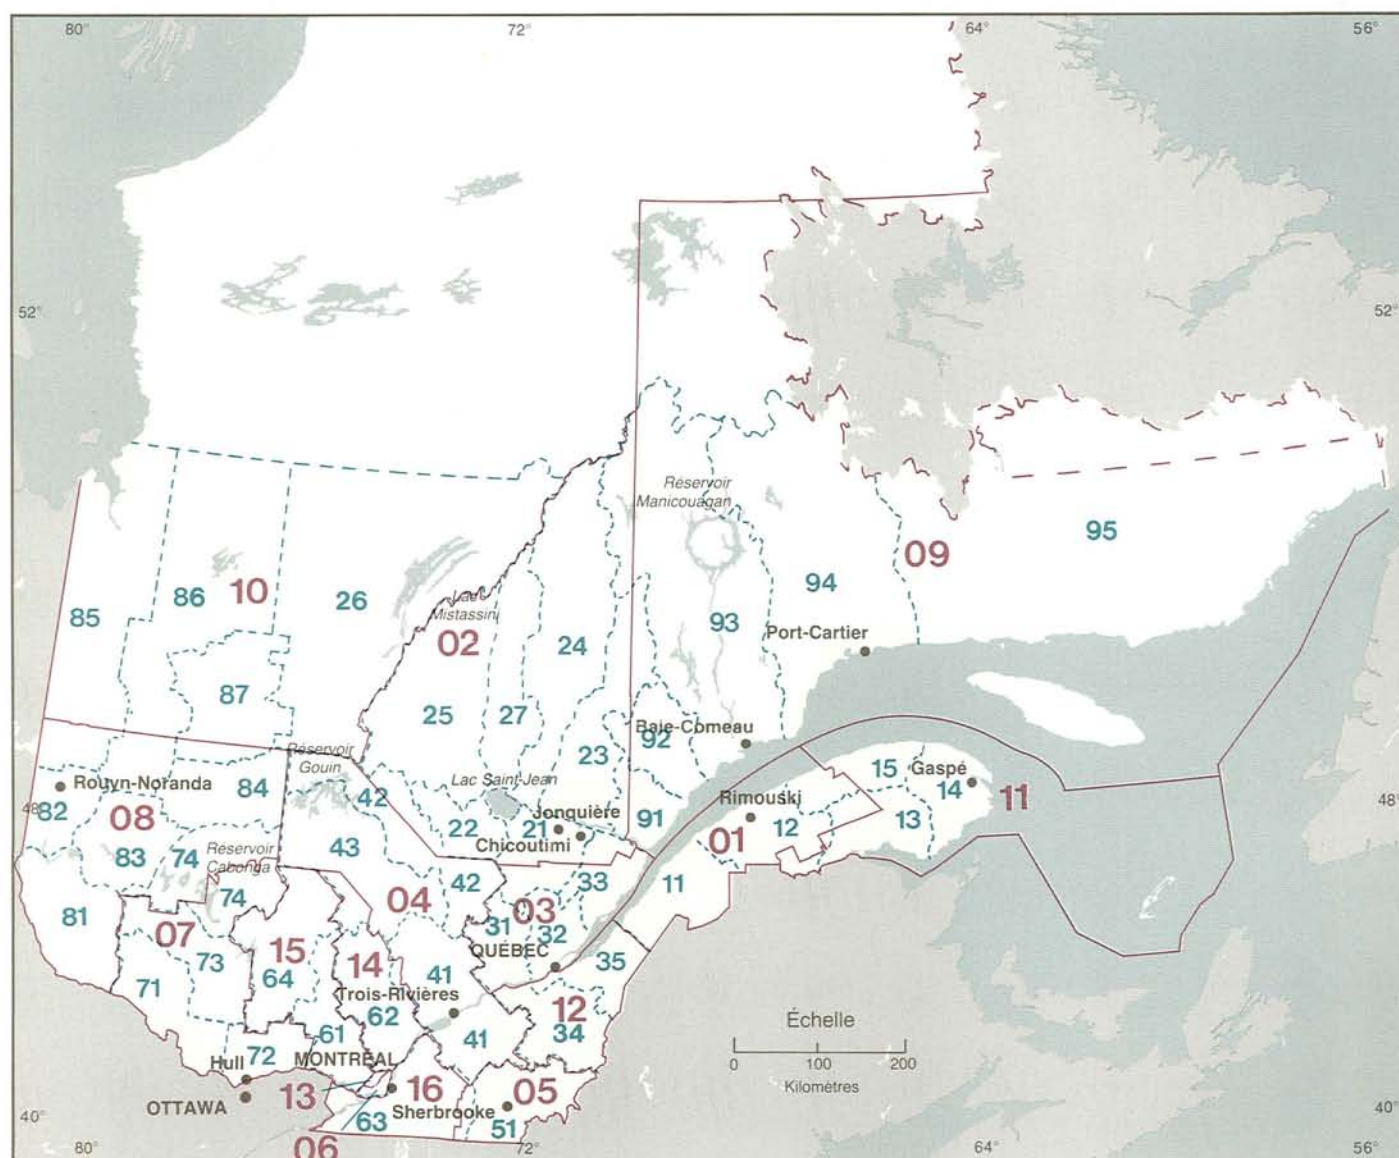 80°
72°
64°
56°
52°
52°
Réservoir
Manicouagan
95
09
94
86
10
26
85
Lac
Mistassini
02
24
93
Port-Cartier
87
25
27
92
Baie-Comeau
23
Réservoir
Gouin
Lac Saint-Jean
15
Gaspé
14
11
Rouyn-Noranda
84
42
48°
82
08
Jonquière
22
21
Chicoutimi
91
Rimouski
01
12
13
48°
83
74
Réservoir
Cabonga
43
74
42
33
11
04
03
81
07
15
31
32
QUÉBEC
73
14
41
35
71
64
Trois-Rivières
62
12
34
Échelle
61
41
72
MONTRÉAL
Hull
0 100 200
Kilomètres
13
16
05
OTTAWA
Sherbrooke
63
51
06
40°
40°
80°
72°
64°
56°